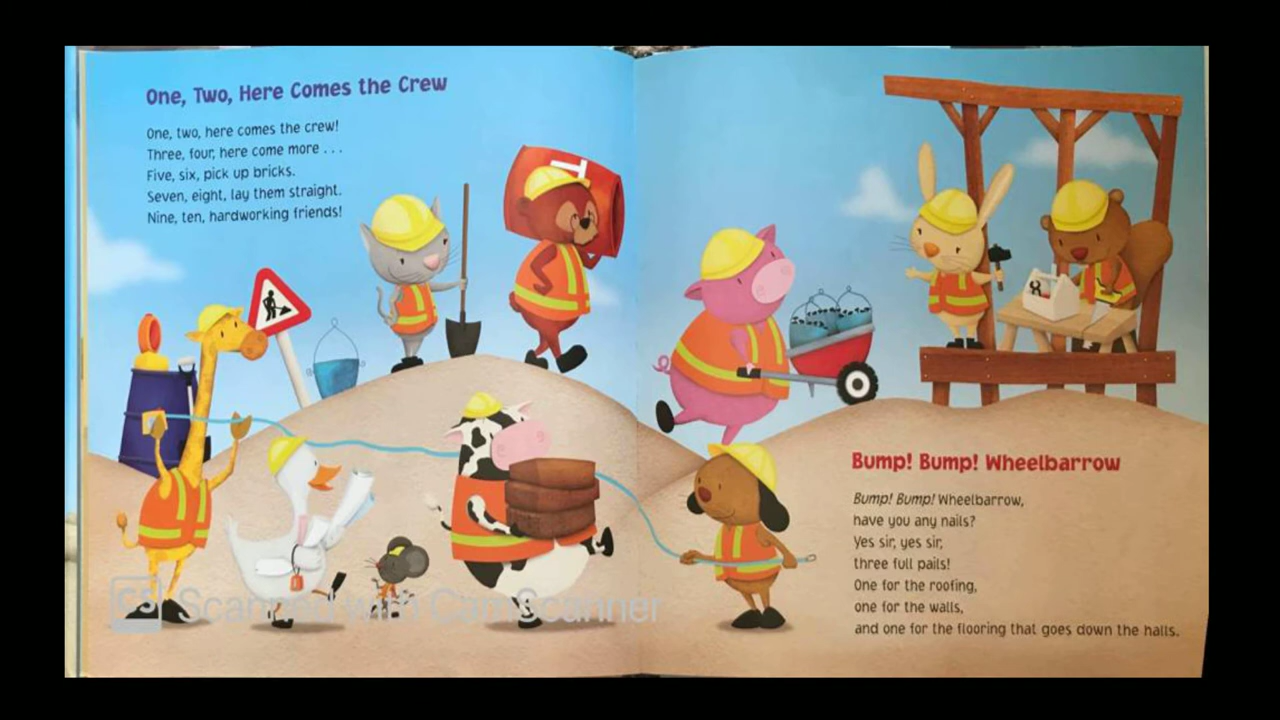 One, Two, Here Comes the Crew
One, two, here comes the crew!
Three, four, here come more . . .
Five, six, pick up bricks.
Seven, eight, lay them straight.
Nine, ten, hardworking friends!
Bump! Bump! Wheelbarrow
Bump! Bump! Wheelbarrow,
have you any nails?
Yes sir, yes sir,
three full pails!
One for the roofing,
one for the walls,
and one for the flooring that goes down the halls.
CS Scanned with CamScanner